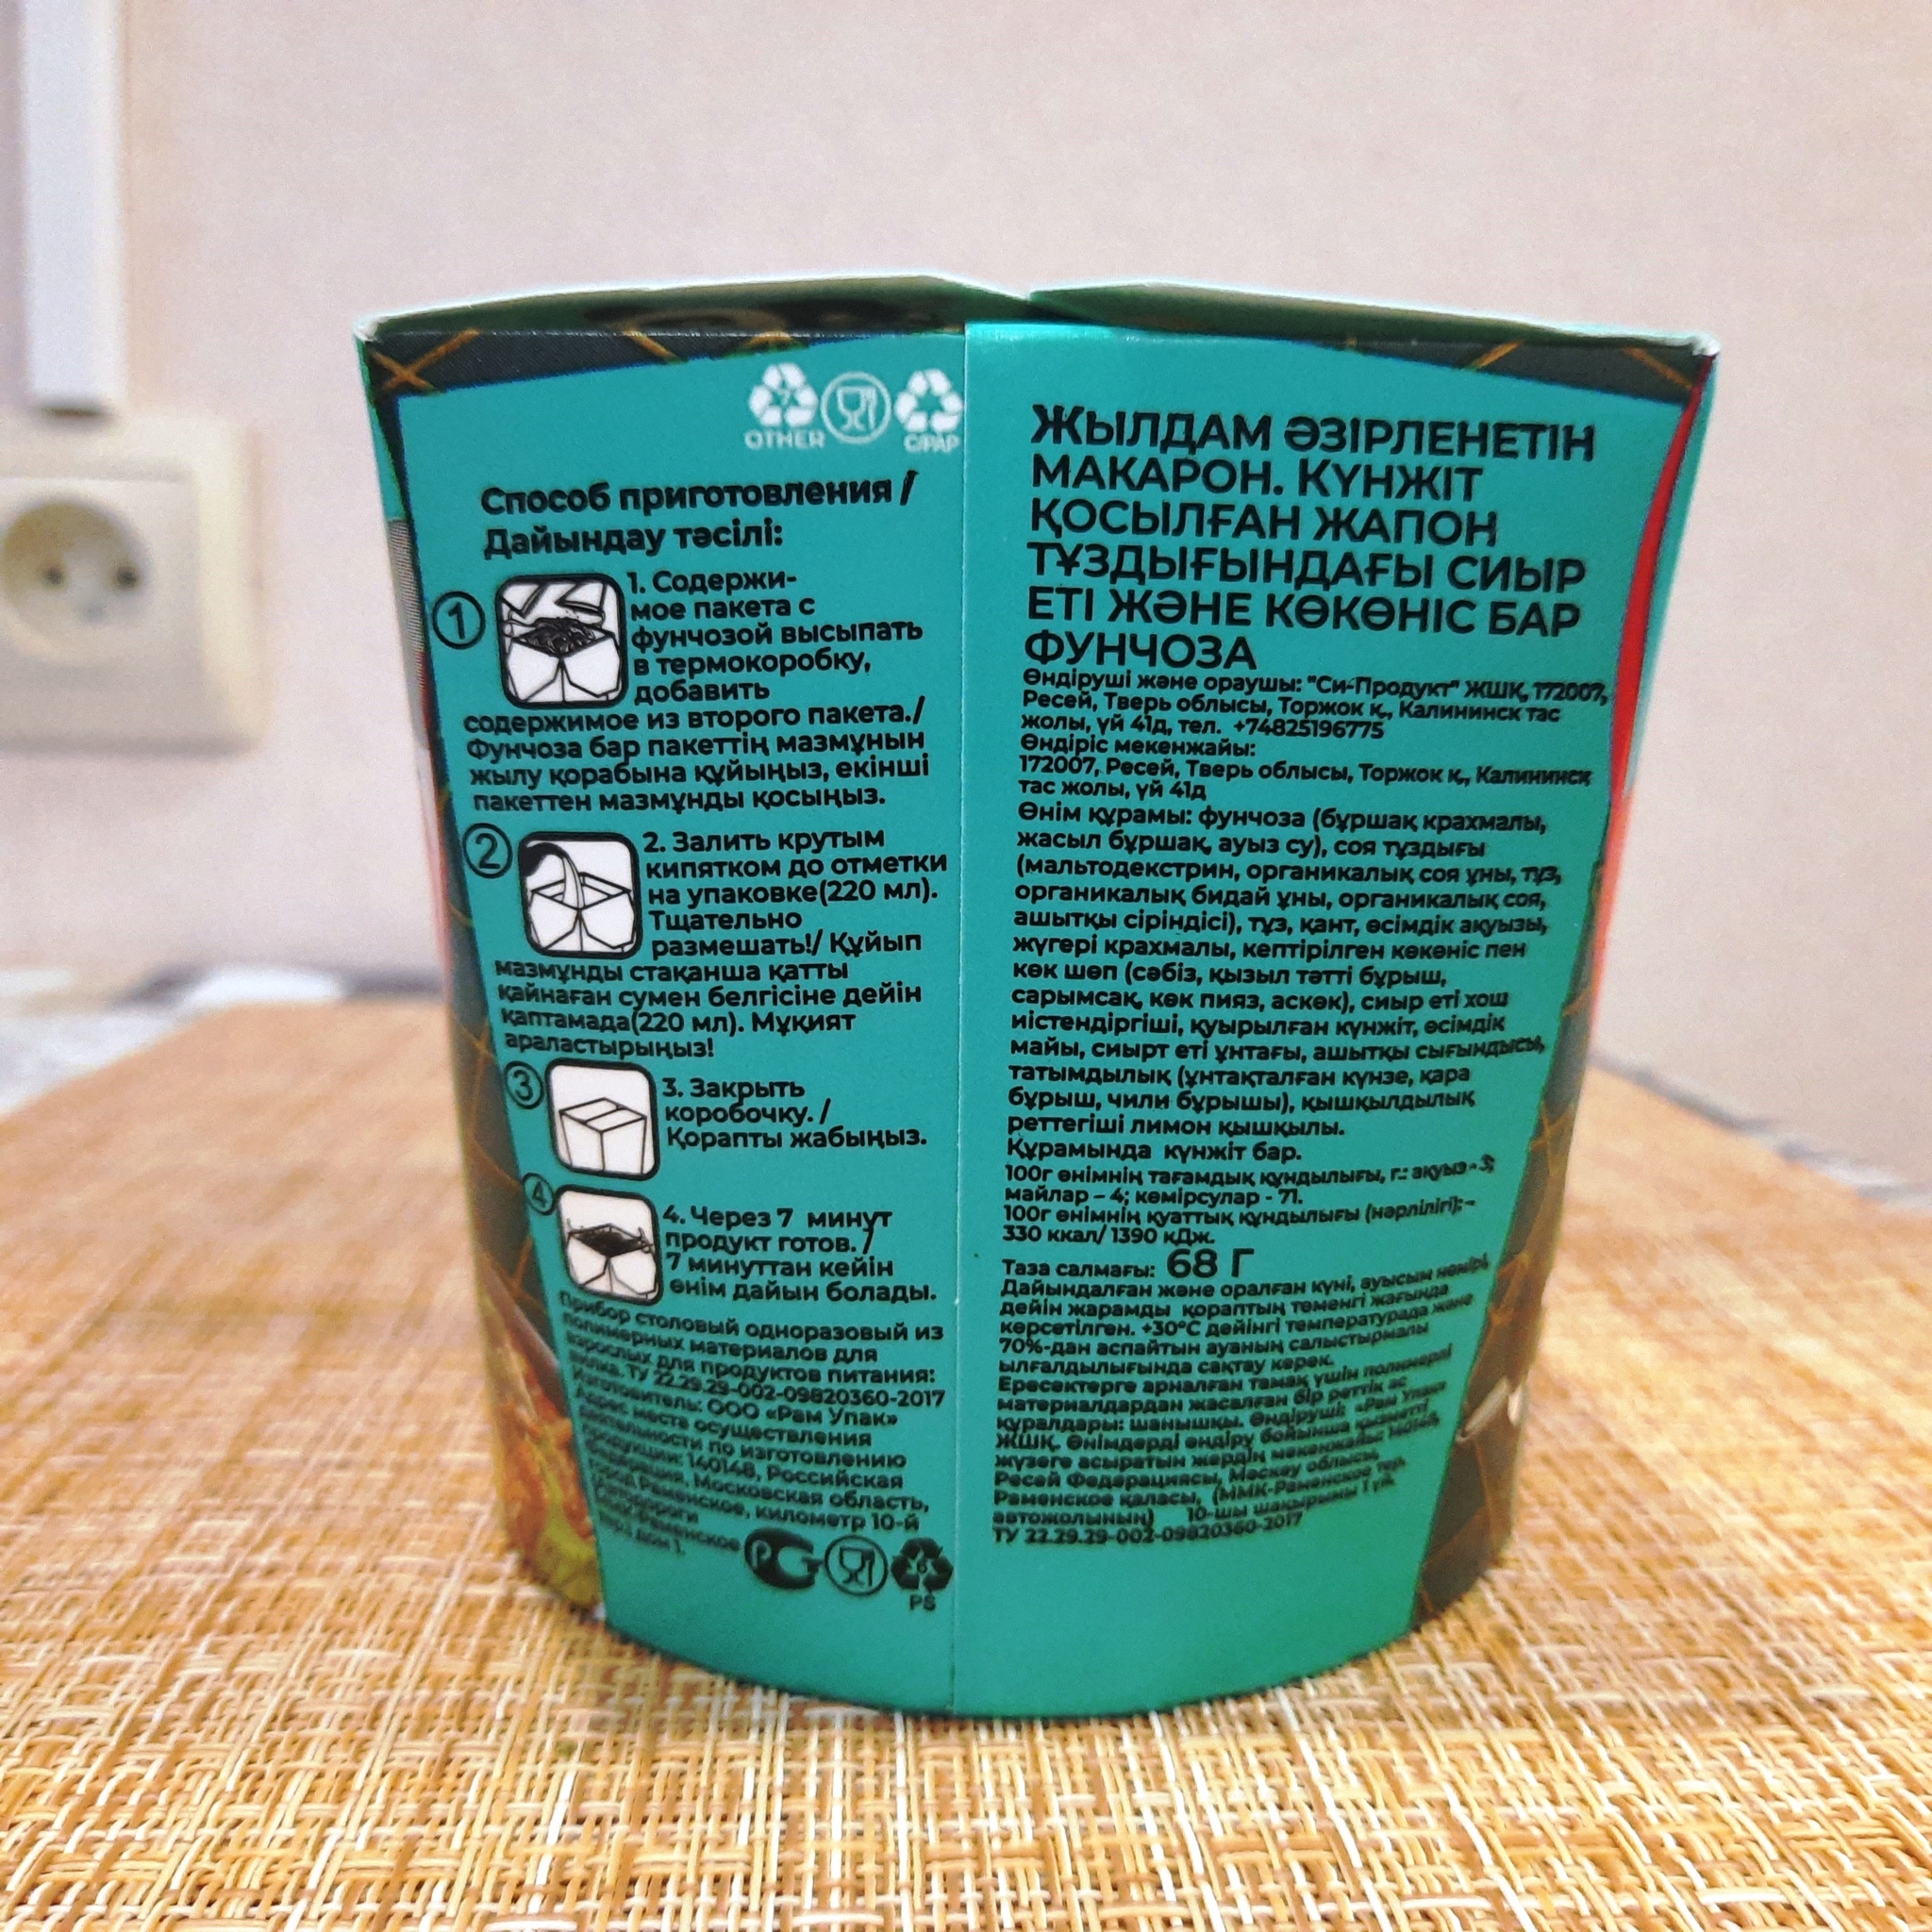 7
OTHER
C/PAP
Способ приготовления /
Дайындау тәсілі:
1
1. Содержи-
мое пакета с
фунчозой высыпать
в термокоробку,
добавить
содержимое из второго пакета./
Фунчоза бар пакеттің мазмұнын
жылу қорабына құйыңыз, екінші
пакеттен мазмұнды қосыңыз.
2
2. Залить крутым
кипятком до отметки
на упаковке(220 мл).
Тщательно
размешать!/ Құйып
мазмұнды стақанша қатты
қайнаған сумен белгісіне дейін
қаптамада(220 мл). Мұқият
араластырыңыз!
3
3. Закрыть
коробочку. /
Қорапты жабыңыз.
4
4. Через 7 минут
продукт готов. /
7 минуттан кейін
өнім дайын болады.
Прибор столовый одноразовый из
полимерных материалов для
взрослых для продуктов питания:
вилка. ТУ 22.29.29-002-09820360-2017
Изготовитель: ООО «Рам Упак»
Адрес места осуществления
деятельности по изготовлению
продукции: 140148, Российская
Федерация, Московская область,
город Раменское, километр 10-й
автодороги
ММК-Раменское
тер., дом 1.
РСТ
6
PS
ЖЫЛДАМ ӘЗІРЛЕНЕТІН
МАКАРОН. КҮНЖІТ
ҚОСЫЛҒАН ЖАПОН
ТҰЗДЫҒЫНДАҒЫ СИЫР
ЕТІ ЖӘНЕ КӨКӨНІС БАР
ФУНЧОЗА
Өндіруші және ораушы: "Си-Продукт" ЖШҚ, 172007,
Ресей, Тверь облысы, Торжок қ., Калининск тас
жолы, үй 41д, тел. +74825196775
Өндіріс мекенжайы:
172007, Ресей, Тверь облысы, Торжок қ., Калининск
тас жолы, үй 41д
Өнім құрамы: фунчоза (бұршақ крахмалы,
жасыл бұршақ, ауыз су), соя тұздығы
(мальтодекстрин, органикалық соя ұны, тұз,
органикалық бидай ұны, органикалық соя,
ашытқы сіріндісі), тұз, қант, өсімдік ақуызы,
жүгері крахмалы, кептірілген көкөніс пен
көк шөп (сәбіз, қызыл тәтті бұрыш,
сарымсақ, көк пияз, аскөк), сиыр еті хош
иістендіргіші, қуырылған күнжіт, өсімдік
майы, сиырт еті ұнтағы, ашытқы сығындысы,
татымдылық (ұнтақталған күнзе, қара
бұрыш, чили бұрышы), қышқылдылық
реттегіші лимон қышқылы.
Құрамында күнжіт бар.
100г өнімнің тағамдық құндылығы, г.: ақуыз - 3;
майлар – 4; көмірсулар - 71.
100г өнімнің қуаттық құндылығы (нәрлілігі):–
330 ккал/ 1390 кДж.
Таза салмағы: 68 Г
Дайындалған және оралған күні, ауысым нөмірі,
дейін жарамды қораптың төменгі жағында
көрсетілген. +30°С дейінгі температурада және
70%-дан аспайтын ауаның салыстырмалы
ылғалдылығында сақтау керек.
Ересектерге арналған тамақ үшін полимерлі
материалдардан жасалған бір реттік ас
құралдары: шанышқы. Өндіруші: «Рам Упак»
ЖШҚ. Өнімдерді өндіру бойынша қызметті
жүзеге асыратын жердің мекенжайы: 140148,
Ресей Федерациясы, Мәскеу облысы,
Раменское қаласы, (ММК-Раменское тер.
автожолының) 10-шы шақырымы 1 үй.
ТУ 22.29.29-002-09820360-2017